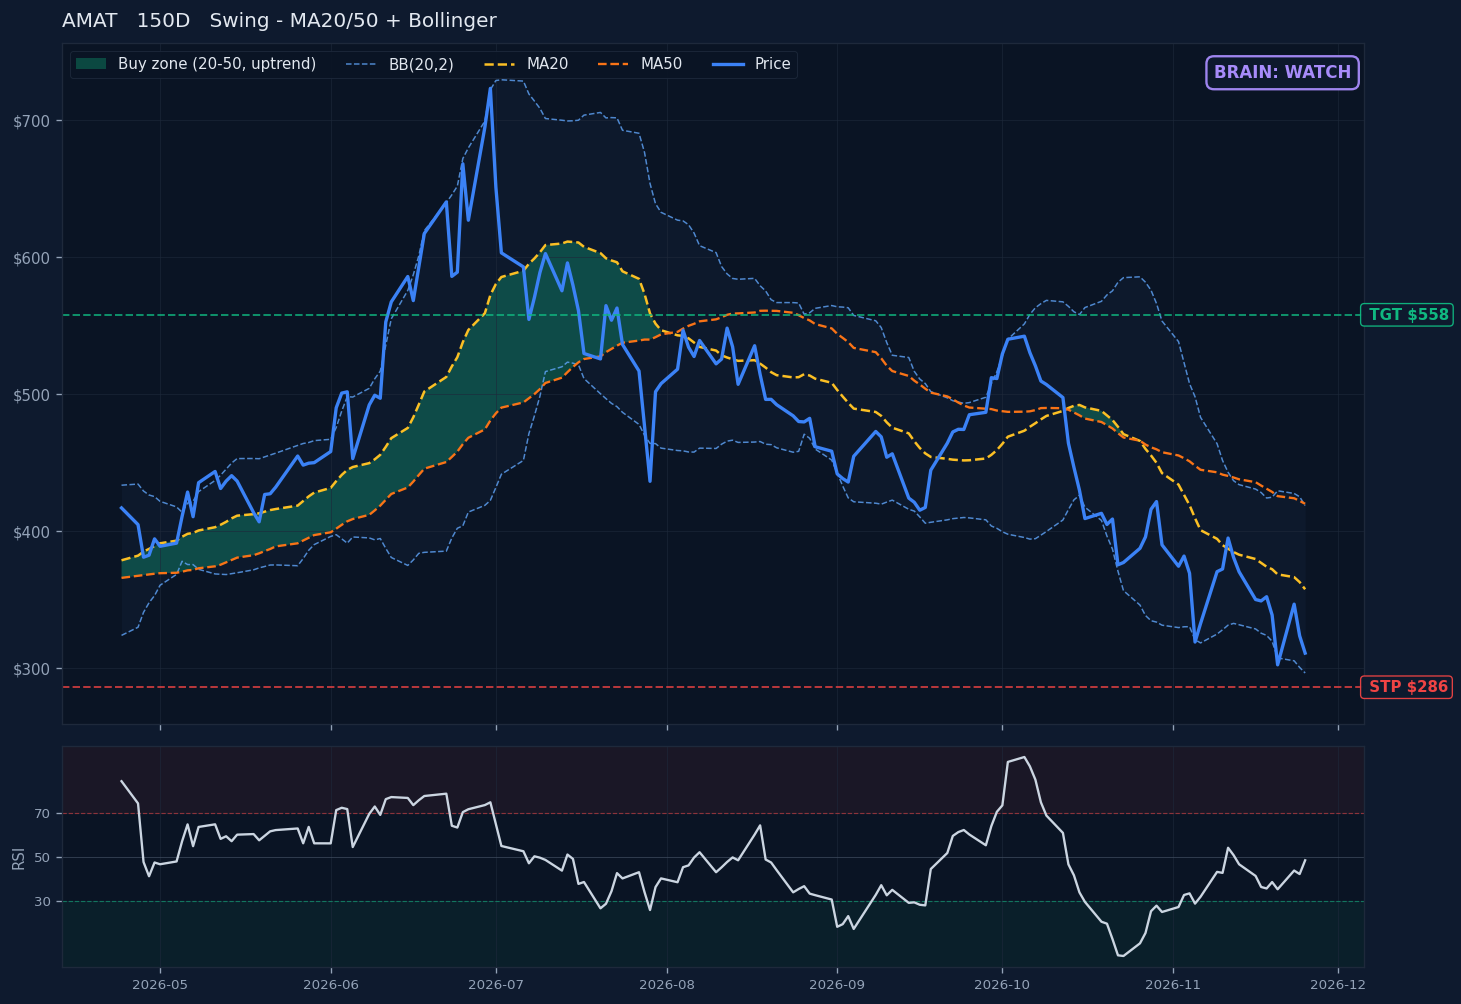 AMAT 150D Swing - MA20/50 + Bollinger
Buy zone (20-50, uptrend) BB(20,2) MA20 MA50 Price
BRAIN: WATCH
$700
$600
TGT $558
$500
$400
$300
STP $286
70
50
30
RSI
2026-05 2026-06 2026-07 2026-08 2026-09 2026-10 2026-11 2026-12